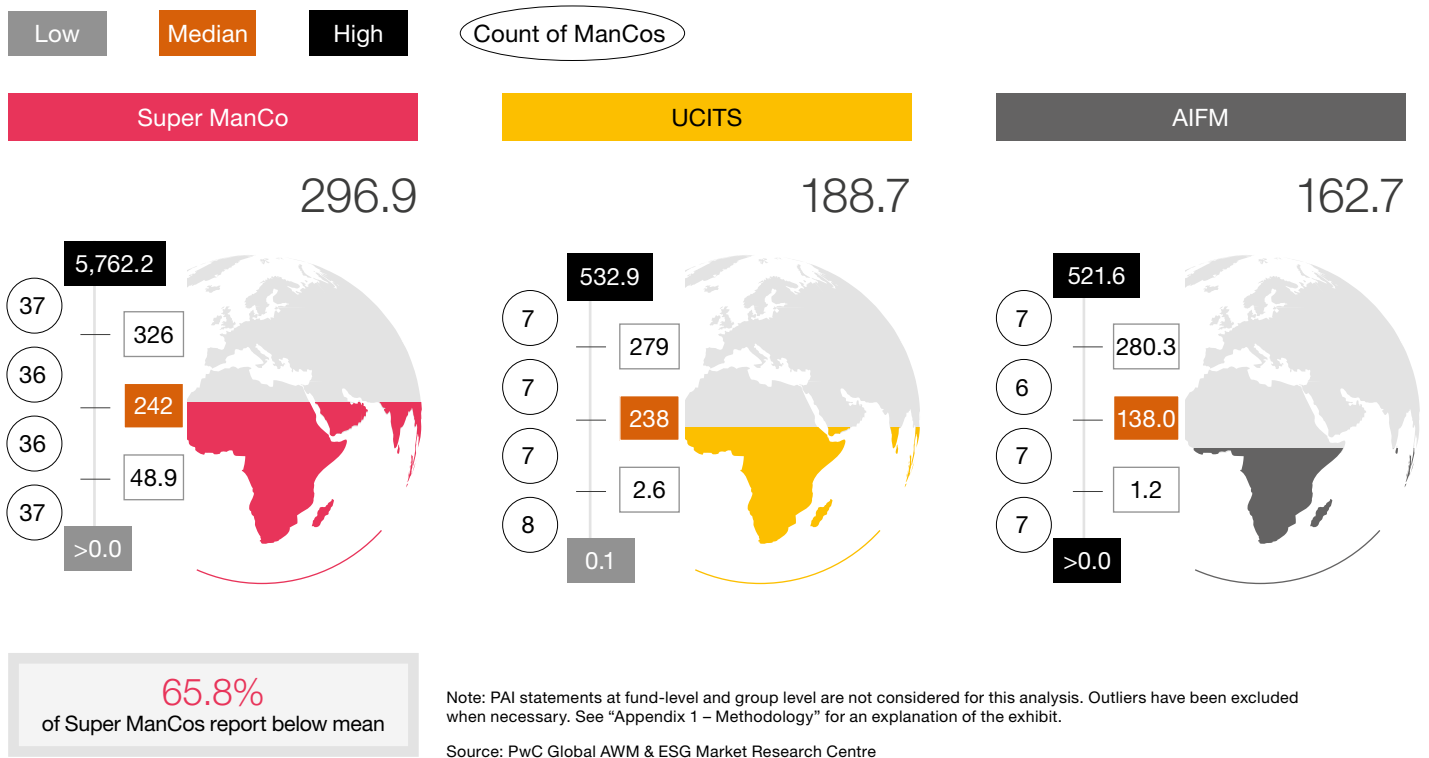 Low
Median
High
Count of ManCos
Super ManCo
296.9
5,762.2
37
326
36
242
36
48.9
37
>0.0
UCITS
188.7
532.9
7
279
7
238
7
2.6
8
0.1
AIFM
162.7
521.6
7
280.3
6
138.0
7
1.2
7
>0.0
65.8%
of Super ManCos report below mean
Note: PAI statements at fund-level and group level are not considered for this analysis. Outliers have been excluded
when necessary. See “Appendix 1 – Methodology” for an explanation of the exhibit.
Source: PwC Global AWM & ESG Market Research Centre